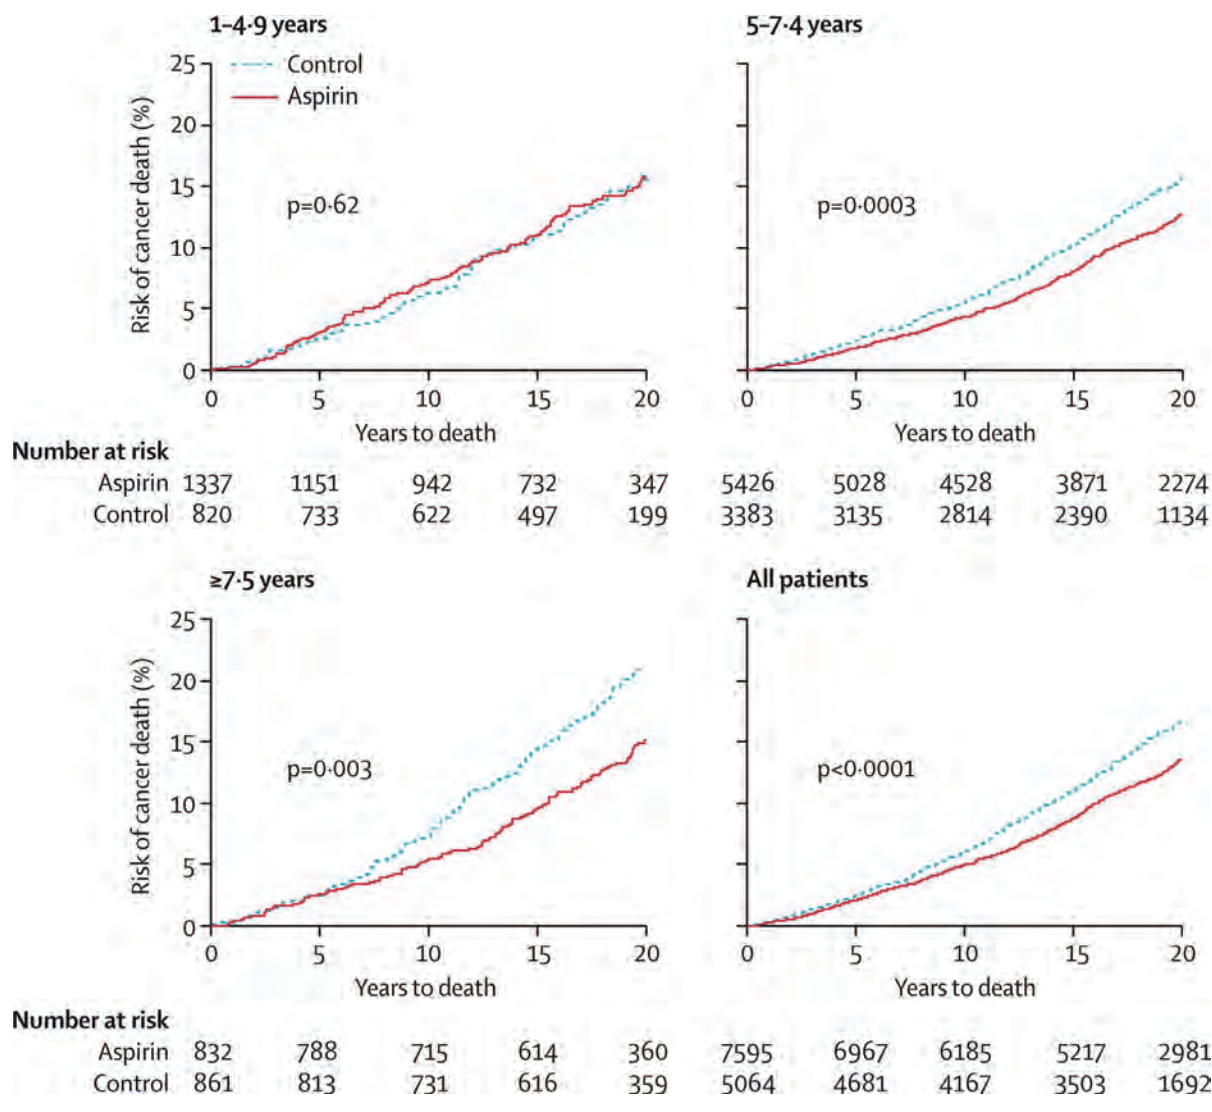 1–4·9 years
5–7·4 years
Control
Aspirin
Risk of cancer death (%)
25
20
15
10
5
0
p=0·62
p=0·0003
0 5 10 15 20
0 5 10 15 20
Years to death
Years to death
Number at risk
Aspirin 1337 1151 942 732 347 5426 5028 4528 3871 2274
Control 820 733 622 497 199 3383 3135 2814 2390 1134
≥7·5 years
All patients
Risk of cancer death (%)
25
20
15
10
5
0
p=0·003
p<0·0001
0 5 10 15 20
0 5 10 15 20
Years to death
Years to death
Number at risk
Aspirin 832 788 715 614 360 7595 6967 6185 5217 2981
Control 861 813 731 616 359 5064 4681 4167 3503 1692